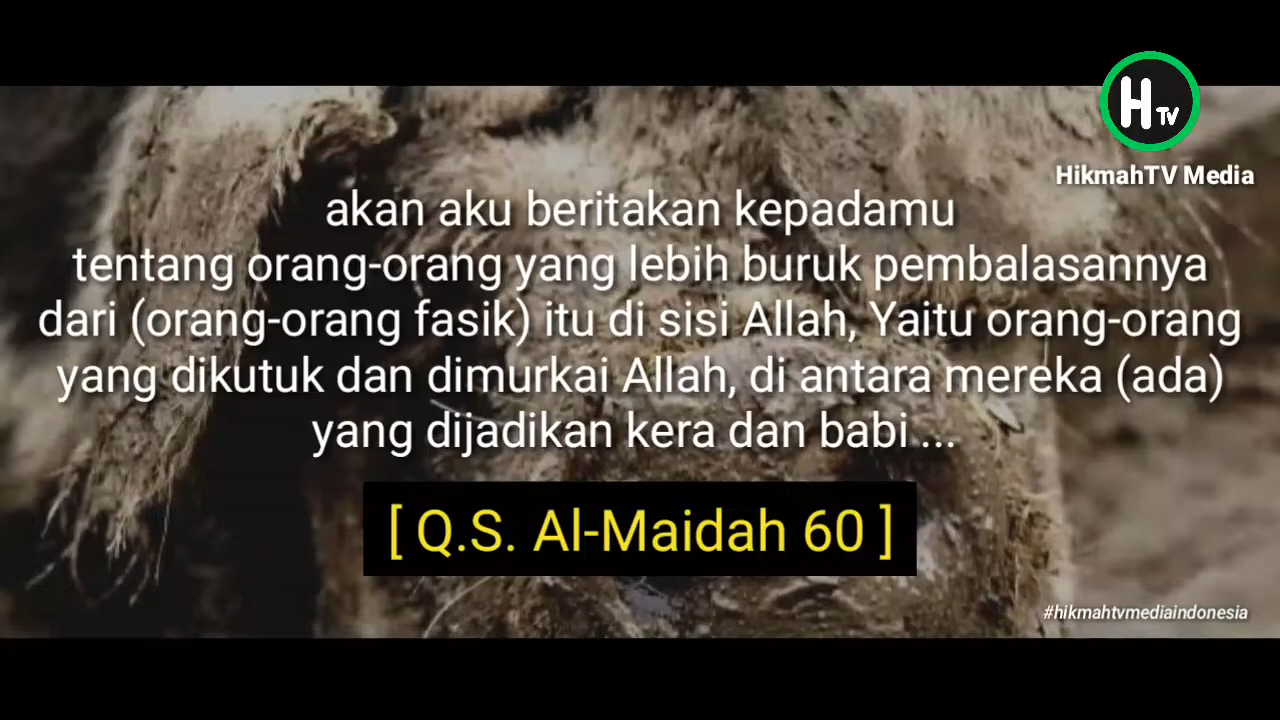 H TV
HikmahTV Media
akan aku beritakan kepadamu
tentang orang-orang yang lebih buruk pembalasannya
dari (orang-orang fasik) itu di sisi Allah, Yaitu orang-orang
yang dikutuk dan dimurkai Allah, di antara mereka (ada)
yang dijadikan kera dan babi ...
[ Q.S. Al-Maidah 60 ]
#hikmahtvmediaindonesia